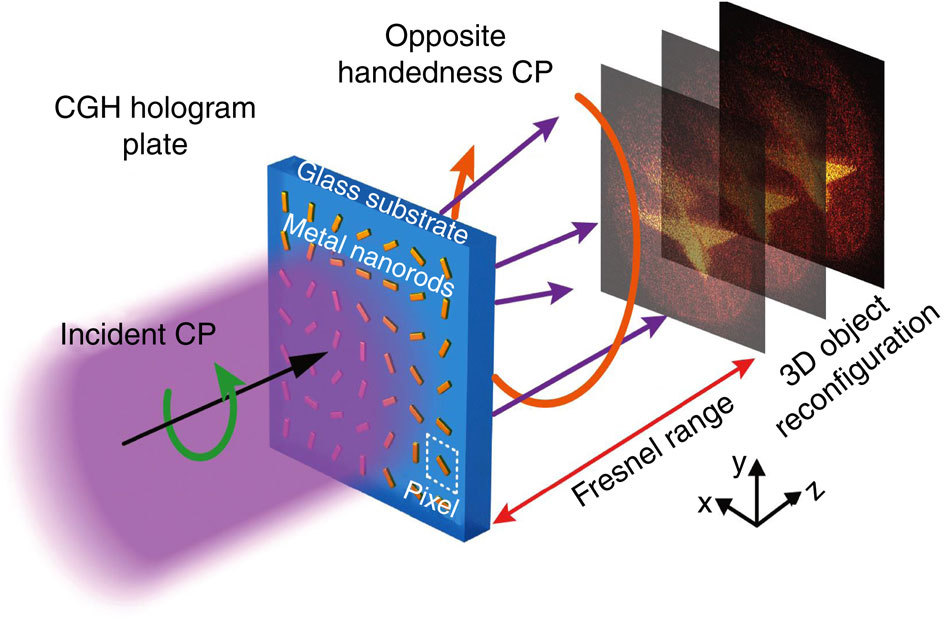 Opposite
handedness CP
CGH hologram
plate
Glass substrate
Metal nanorods
Incident CP
Pixel
Fresnel range
3D object
reconfiguration
y
x
z